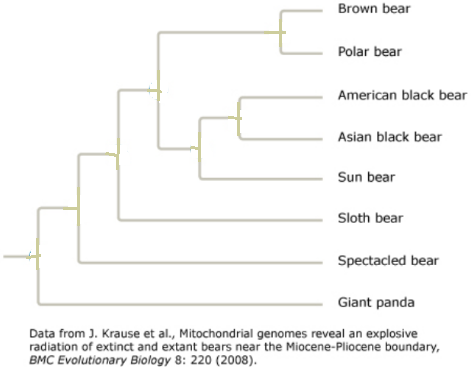 Brown bear
Polar bear
American black bear
Asian black bear
Sun bear
Sloth bear
Spectacled bear
Giant panda
Data from J. Krause et al., Mitochondrial genomes reveal an explosive
radiation of extinct and extant bears near the Miocene-Pliocene boundary,
BMC Evolutionary Biology 8: 220 (2008).